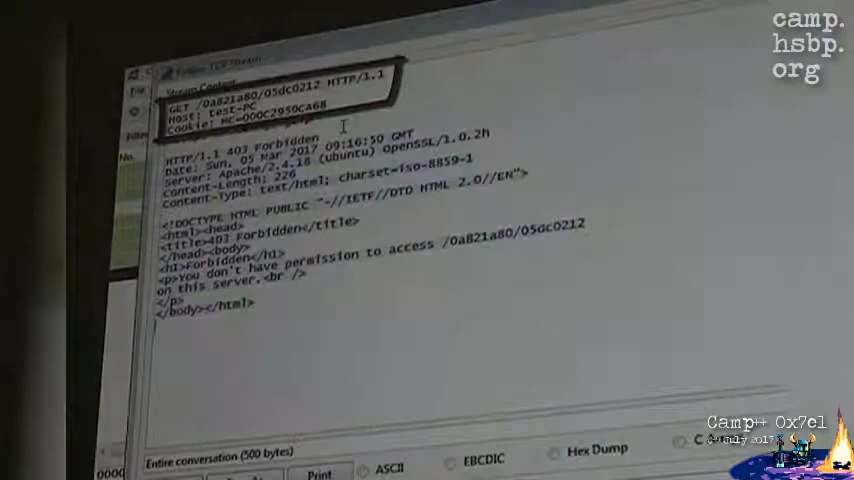 camp.
hsbp.
org
Follow TCP Stream
Stream Content
GET /0a821a80/05dc0212 HTTP/1.1
Host: test-PC
Cookie: MC=000C2959CA68
HTTP/1.1 403 Forbidden
Date: Sun, 05 Mar 2017 09:16:50 GMT
Server: Apache/2.4.18 (Ubuntu) OpenSSL/1.0.2h
Content-Length: 226
Content-Type: text/html; charset=iso-8859-1
<!DOCTYPE HTML PUBLIC "-//IETF//DTD HTML 2.0//EN">
<html><head>
<title>403 Forbidden</title>
</head><body>
<h1>Forbidden</h1>
<p>You don't have permission to access /0a821a80/05dc0212
on this server.<br />
</p>
</body></html>
No.
Entire conversation (500 bytes)
0000
Print
ASCII
EBCDIC
Hex Dump
Camp++ 0x7e1
July 2017